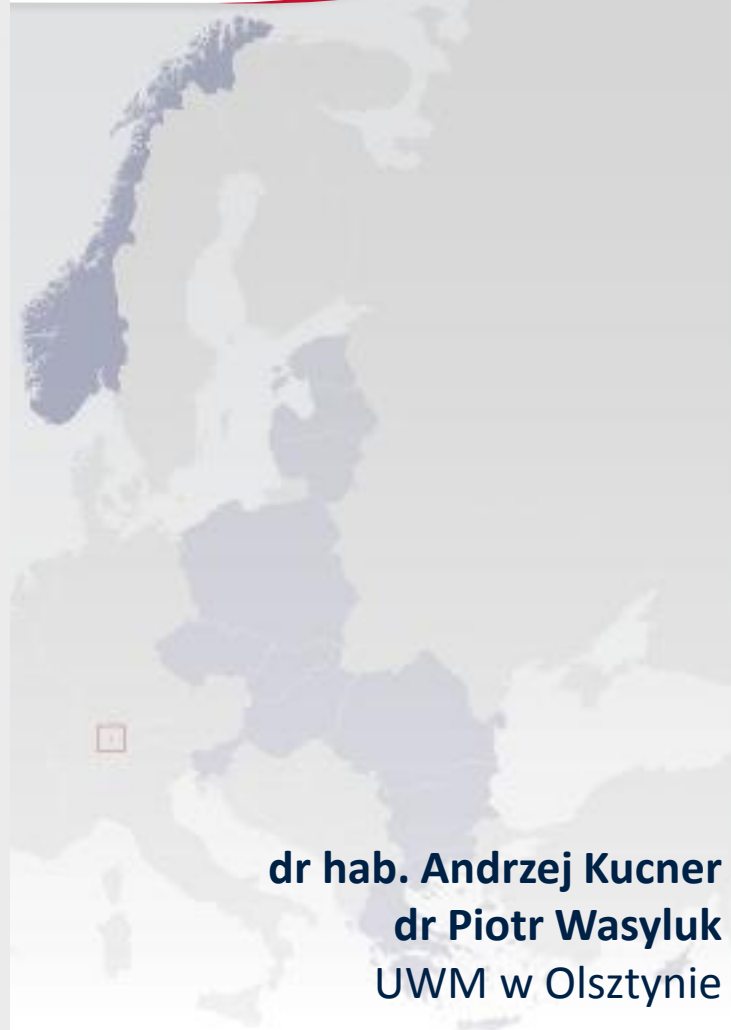 dr hab. Andrzej Kucner
dr Piotr Wasyluk
UWM w Olsztynie